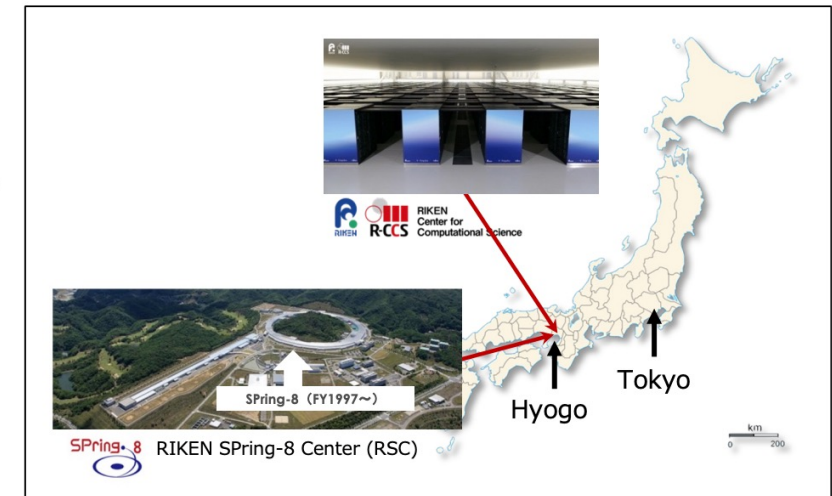 RIKEN
R-CCS
RIKEN
Center for
Computational Science
SPring-8（FY1997～）
Tokyo
Hyogo
SPring-8
RIKEN SPring-8 Center (RSC)
km
0 200